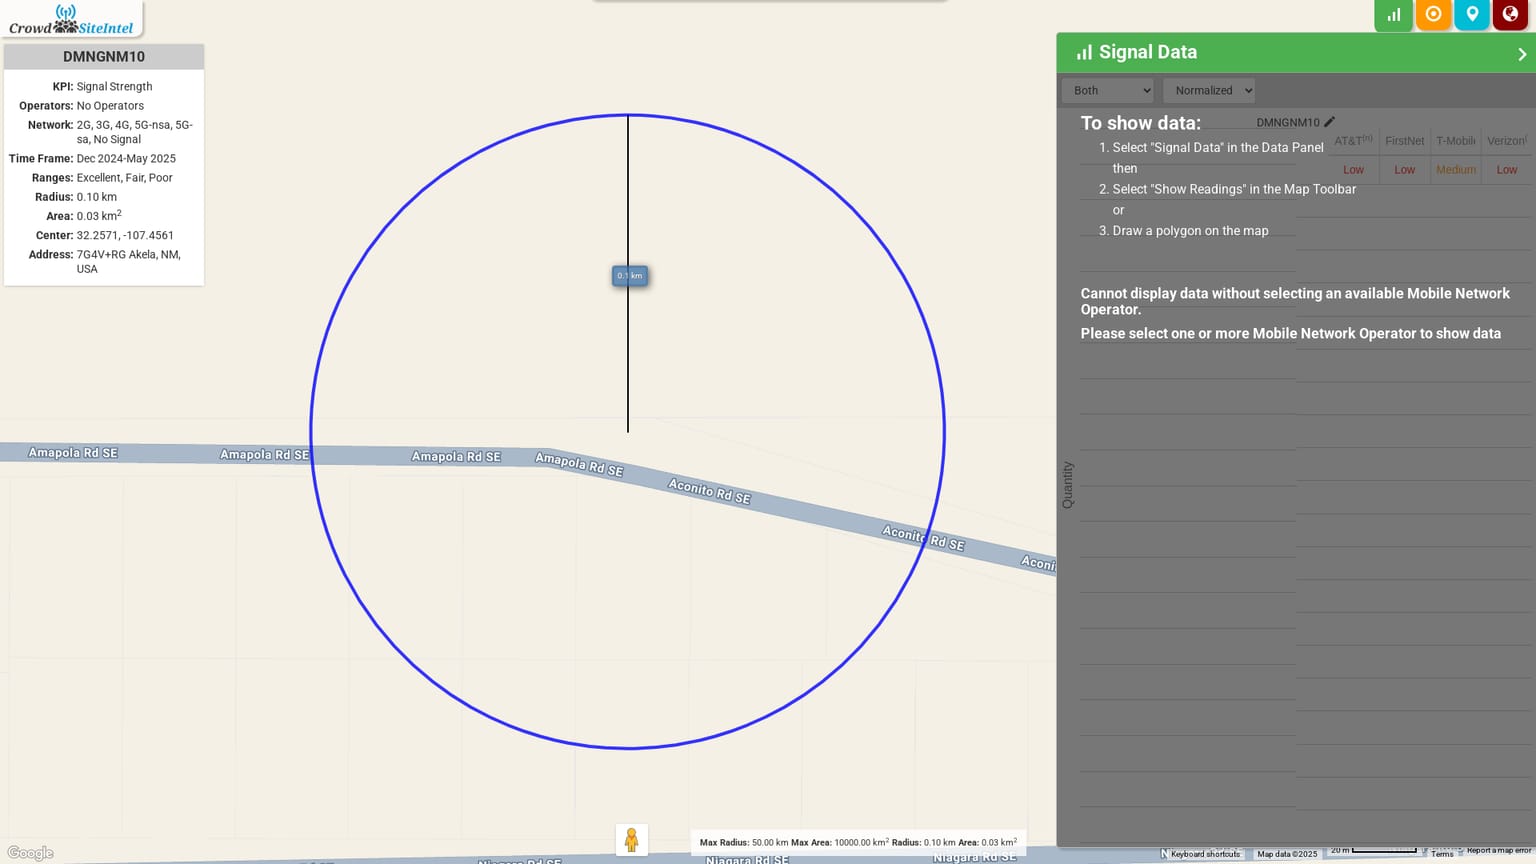 Crowd SiteIntel
DMNGNM10
KPI: Signal Strength
Operators: No Operators
Network: 2G, 3G, 4G, 5G-nsa, 5G-
sa, No Signal
Time Frame: Dec 2024-May 2025
Ranges: Excellent, Fair, Poor
Radius: 0.10 km
Area: 0.03 km2
Center: 32.2571, -107.4561
Address: 7G4V+RG Akela, NM,
USA
0.1 km
Amapola Rd SE
Amapola Rd SE
Amapola Rd SE
Amapola Rd SE
Aconito Rd SE
Aconito Rd SE
Aconi
Niagara Rd SE
Niagara Rd SE
Niagara Rd SE
Google
Max Radius: 50.00 km Max Area: 10000.00 km2 Radius: 0.10 km Area: 0.03 km2
Signal Data
Both
Normalized
To show data:
DMNGNM10
AT&T(n) FirstNet T-Mobil Verizon(
Low Low Medium Low
1. Select "Signal Data" in the Data Panel
then
2. Select "Show Readings" in the Map Toolbar
or
3. Draw a polygon on the map
Cannot display data without selecting an available Mobile Network
Operator.
Please select one or more Mobile Network Operator to show data
Quantity
Keyboard shortcuts
Map data ©2025
20 m
Terms
Report a map error